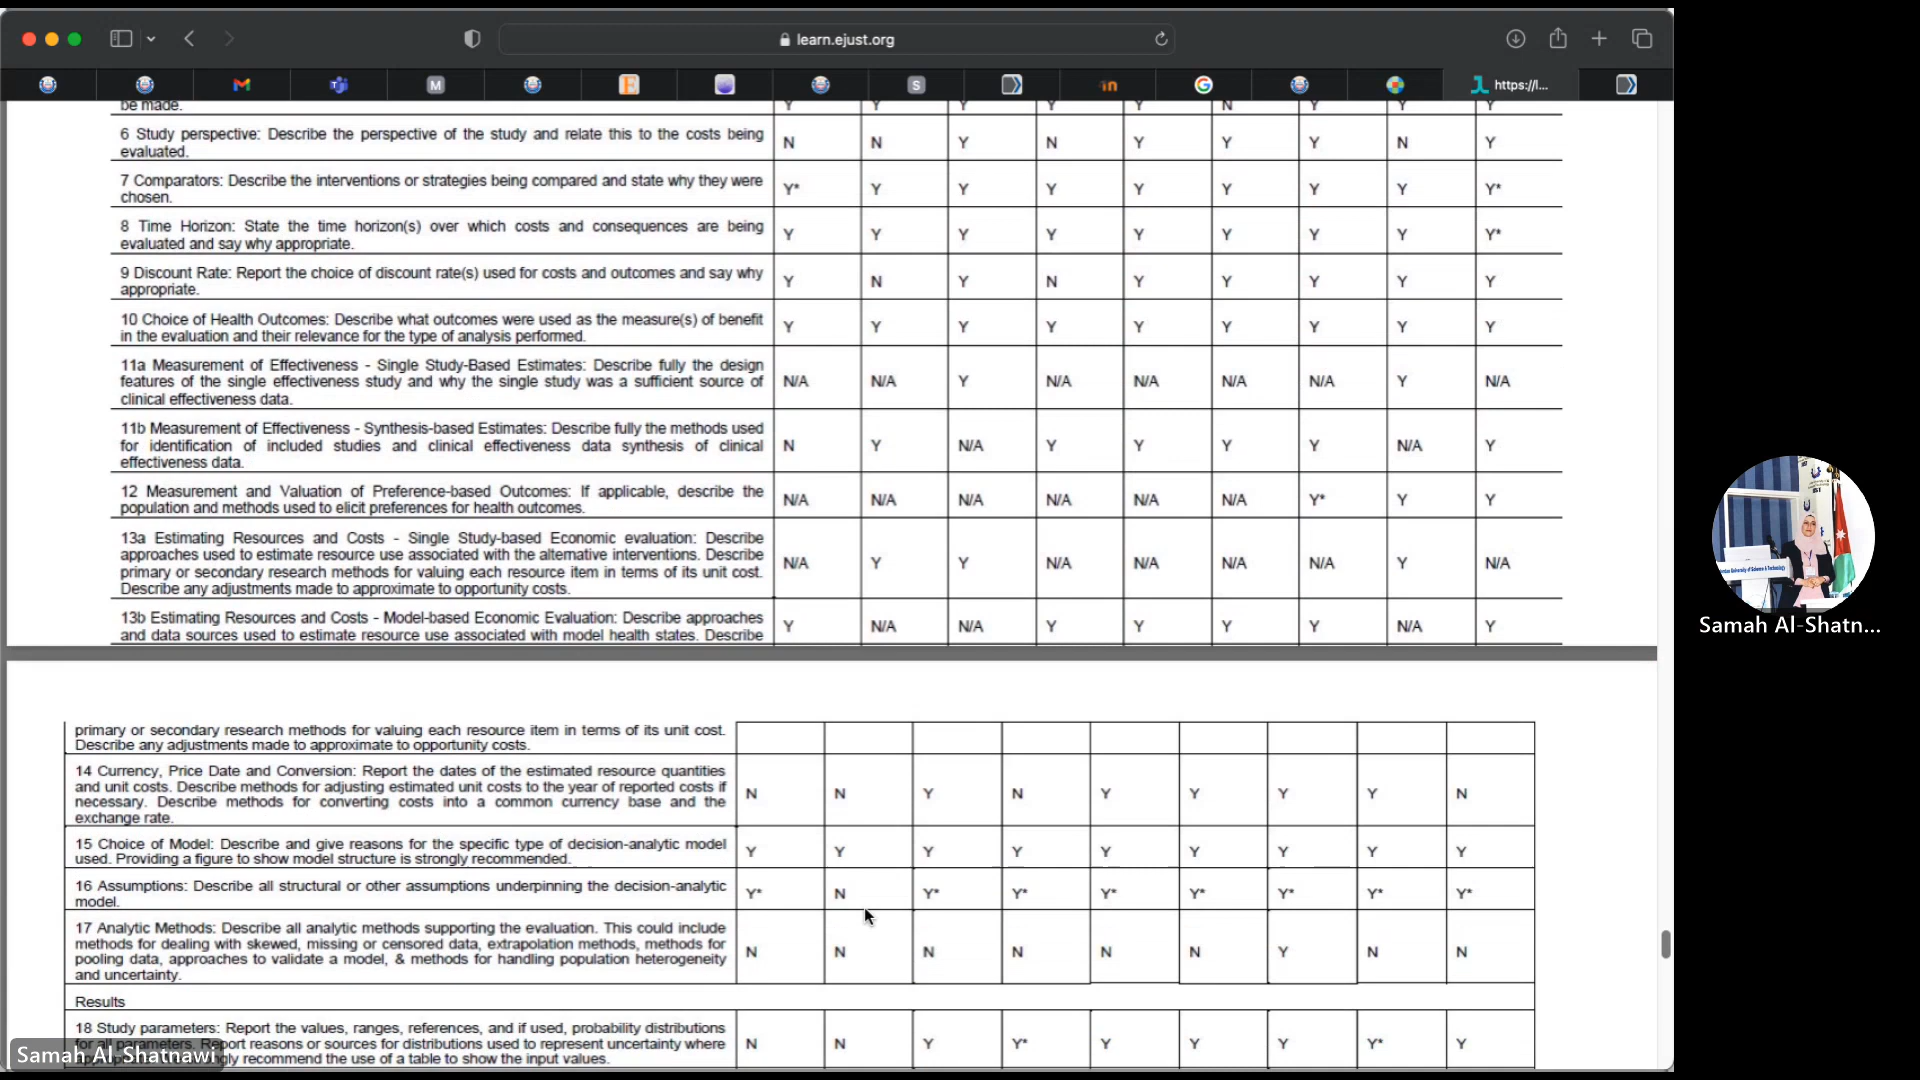 learn.ejust.org
M
S
in
G
https://l...
be made.
Y Y Y Y Y N Y Y Y
6 Study perspective: Describe the perspective of the study and relate this to the costs being
evaluated.
N N Y N Y Y Y N Y
7 Comparators: Describe the interventions or strategies being compared and state why they were
chosen.
Y* Y Y Y Y Y Y Y Y*
8 Time Horizon: State the time horizon(s) over which costs and consequences are being
evaluated and say why appropriate.
Y Y Y Y Y Y Y Y Y*
9 Discount Rate: Report the choice of discount rate(s) used for costs and outcomes and say why
appropriate.
Y N Y N Y Y Y Y Y
10 Choice of Health Outcomes: Describe what outcomes were used as the measure(s) of benefit
in the evaluation and their relevance for the type of analysis performed.
Y Y Y Y Y Y Y Y Y
11a Measurement of Effectiveness - Single Study-Based Estimates: Describe fully the design
features of the single effectiveness study and why the single study was a sufficient source of
clinical effectiveness data.
N/A N/A Y N/A N/A N/A N/A Y N/A
11b Measurement of Effectiveness - Synthesis-based Estimates: Describe fully the methods used
for identification of included studies and clinical effectiveness data synthesis of clinical
effectiveness data.
N Y N/A Y Y Y Y N/A Y
12 Measurement and Valuation of Preference-based Outcomes: If applicable, describe the
population and methods used to elicit preferences for health outcomes.
N/A N/A N/A N/A N/A N/A Y* Y Y
13a Estimating Resources and Costs - Single Study-based Economic evaluation: Describe
approaches used to estimate resource use associated with the alternative interventions. Describe
primary or secondary research methods for valuing each resource item in terms of its unit cost.
Describe any adjustments made to approximate to opportunity costs.
N/A Y Y N/A N/A N/A N/A Y N/A
13b Estimating Resources and Costs - Model-based Economic Evaluation: Describe approaches
and data sources used to estimate resource use associated with model health states. Describe
Y N/A N/A Y Y Y Y N/A Y
primary or secondary research methods for valuing each resource item in terms of its unit cost.
Describe any adjustments made to approximate to opportunity costs.
14 Currency, Price Date and Conversion: Report the dates of the estimated resource quantities
and unit costs. Describe methods for adjusting estimated unit costs to the year of reported costs if
necessary. Describe methods for converting costs into a common currency base and the
exchange rate.
N N Y N Y Y Y Y N
15 Choice of Model: Describe and give reasons for the specific type of decision-analytic model
used. Providing a figure to show model structure is strongly recommended.
Y Y Y Y Y Y Y Y Y
16 Assumptions: Describe all structural or other assumptions underpinning the decision-analytic
model.
Y* N Y* Y* Y* Y* Y* Y* Y*
17 Analytic Methods: Describe all analytic methods supporting the evaluation. This could include
methods for dealing with skewed, missing or censored data, extrapolation methods, methods for
pooling data, approaches to validate a model, & methods for handling population heterogeneity
and uncertainty.
N N N N N N Y N N
Results
18 Study parameters: Report the values, ranges, references, and if used, probability distributions
for all parameters. Report reasons or sources for distributions used to represent uncertainty where
recommend the use of a table to show the input values.
N N Y Y* Y Y Y Y* Y
Samah Al-Shatnawi
Samah Al-Shatn...